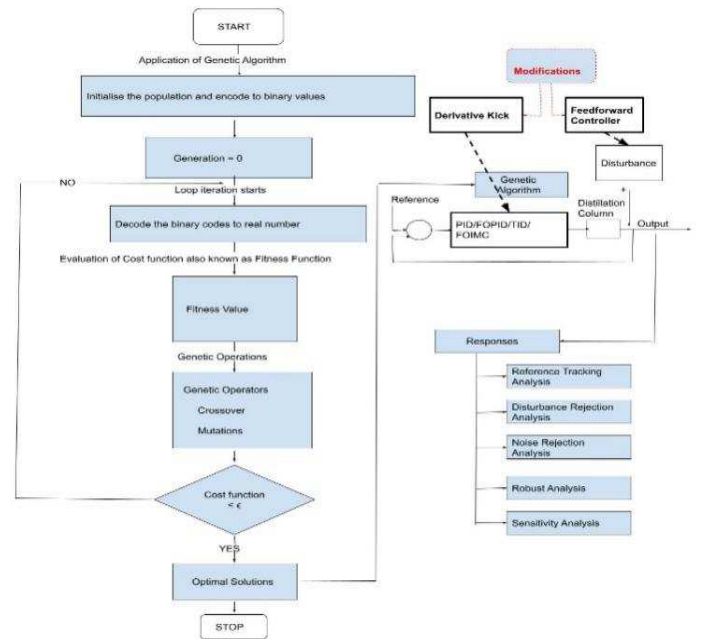 START
Application of Genetic Algorithm
Initialise the population and encode to binary values
Generation = 0
NO
Loop iteration starts
Decode the binary codes to real number
Evaluation of Cost function also known as Fitness Function
Fitness Value
Genetic Operations
Genetic Operators
Crossover
Mutations
Cost function
< ϵ
YES
Optimal Solutions
STOP
Modifications
Derivative Kick
Feedforward
Controller
Disturbance
Genetic
Algorithm
+
Reference
Distillation
Column
Output
PID/FOPID/TID/
FOIMC
Responses
Reference Tracking
Analysis
Disturbance Rejection
Analysis
Noise Rejection
Analysis
Robust Analysis
Sensitivity Analysis